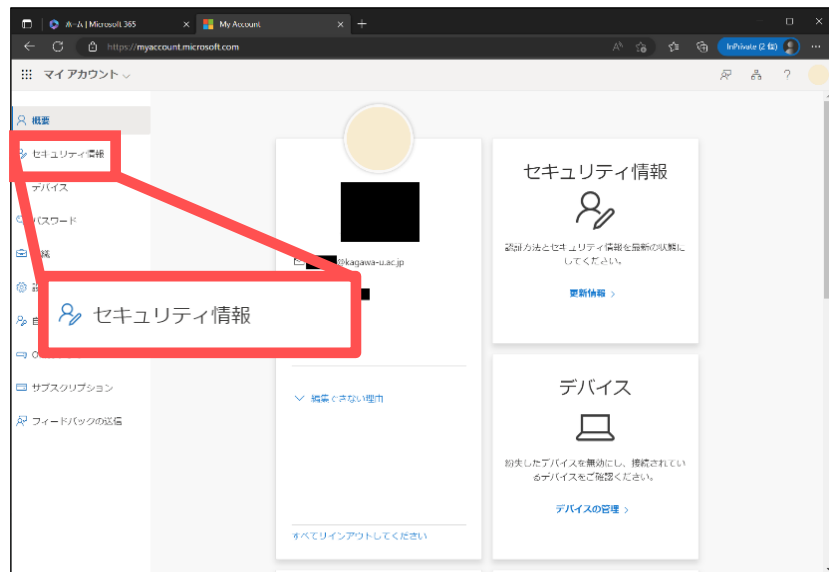 ホーム | Microsoft 365
My Account
https://myaccount.microsoft.com
InPrivate (2 個)
マイ アカウント
?
概要
セキュリティ情報
デバイス
パスワード
サブスクリプション
フィードバックの送信
セキュリティ情報
@kagawa-u.ac.jp
編集できない理由
すべてサインアウトしてください
セキュリティ情報
認証方法とセキュリティ情報を最新の状態に
してください。
更新情報 >
デバイス
紛失したデバイスを無効にし、接続されてい
るデバイスをご確認ください。
デバイスの管理 >